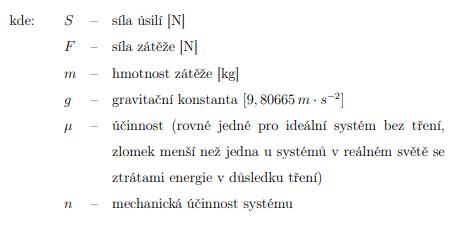 kde: S – síla úsilí [N]
F – síla zátěže [N]
m – hmotnost zátěže [kg]
g – gravitační konstanta [9, 80665 m · s⁻²]
μ – účinnost (rovné jedné pro ideální systém bez tření,
zlomek menší než jedna u systémů v reálném světě se
ztrátami energie v důsledku tření)
n – mechanická účinnost systému